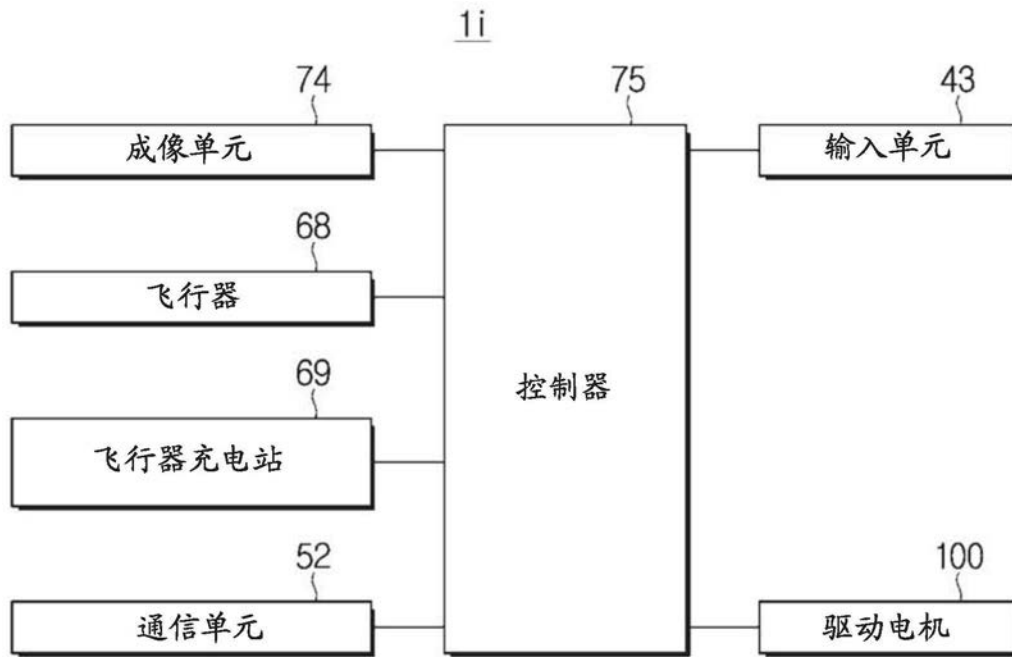 1i
74
75
43
成像单元
输入单元
68
飞行器
69
控制器
飞行器充电站
52
100
通信单元
驱动电机